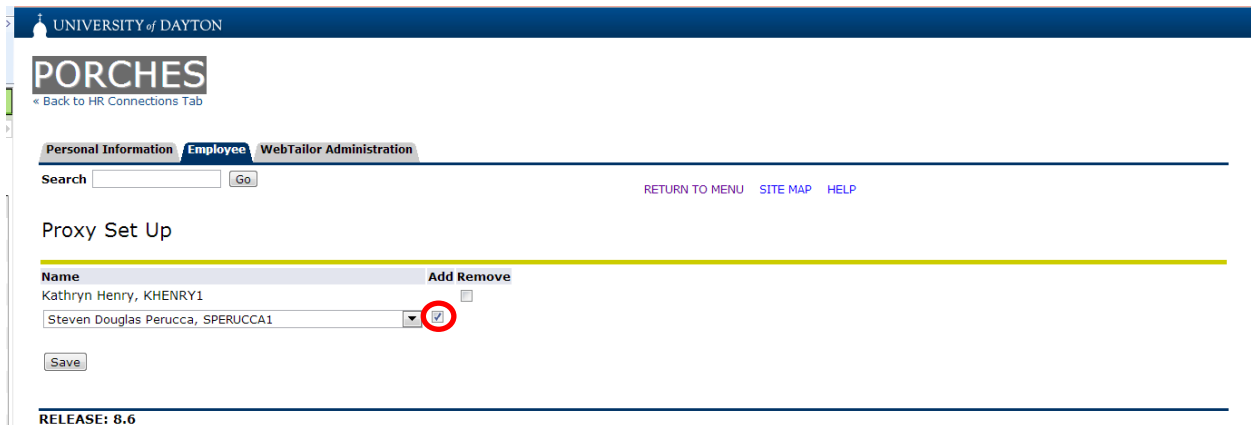 UNIVERSITY of DAYTON
PORCHES
« Back to HR Connections Tab
Personal Information Employee WebTailor Administration
Search Go
RETURN TO MENU SITE MAP HELP
Proxy Set Up
Name Add Remove
Kathryn Henry, KHENRY1
Steven Douglas Perucca, SPERUCCA1
Save
RELEASE: 8.6